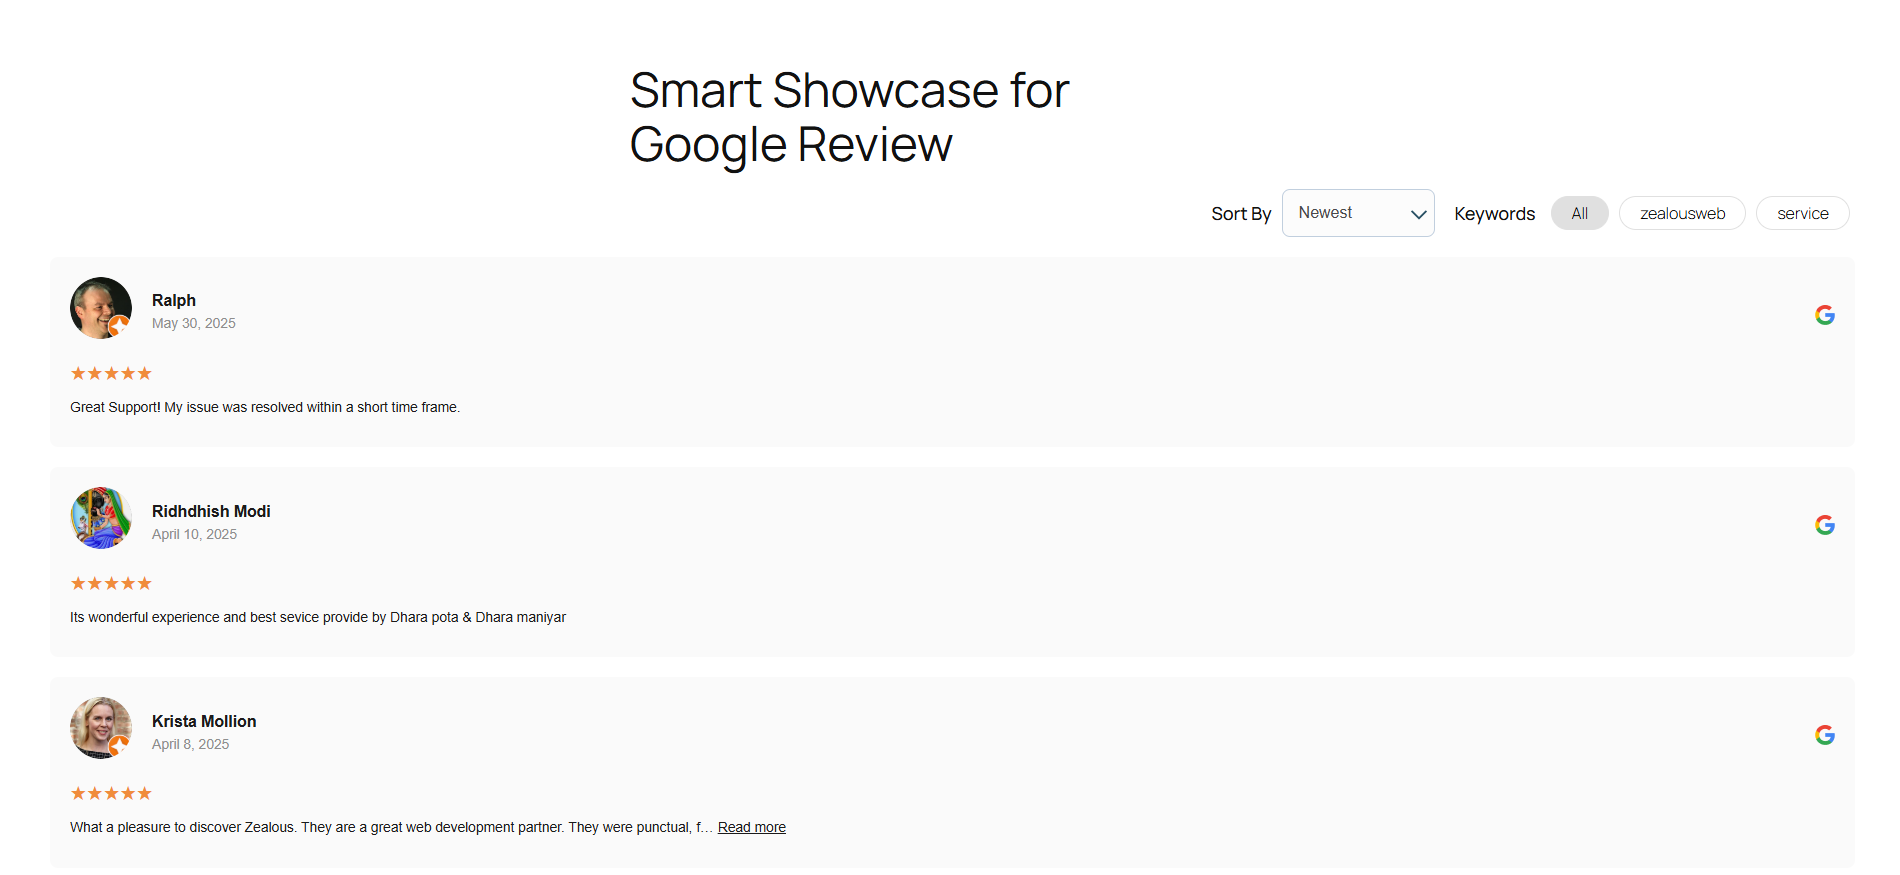 Smart Showcase for
Google Review
Sort By Newest Keywords All zealousweb service
Ralph
May 30, 2025
★★★★★
Great Support! My issue was resolved within a short time frame.
Ridhdhish Modi
April 10, 2025
★★★★★
Its wonderful experience and best sevice provide by Dhara pota & Dhara maniyar
Krista Mollion
April 8, 2025
★★★★★
What a pleasure to discover Zealous. They are a great web development partner. They were punctual, f... Read more